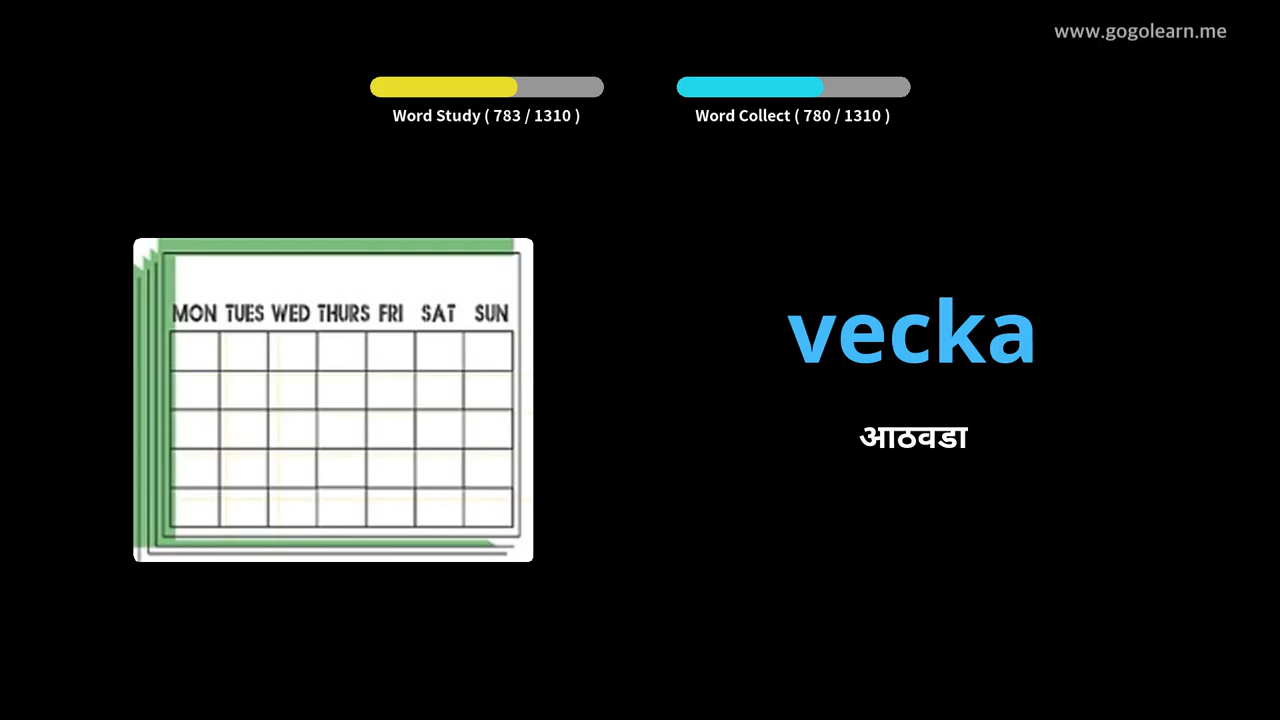 www.gogolearn.me
Word Study ( 783 / 1310 )
Word Collect ( 780 / 1310 )
MON TUES WED THURS FRI SAT SUN
vecka
आठवडा